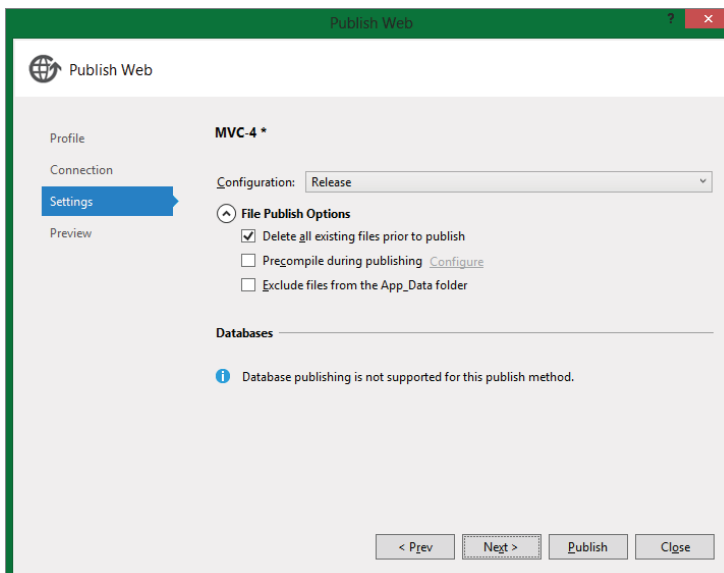 Publish Web
?
Publish Web
Profile
Connection
Settings
Preview
MVC-4 *
Configuration: Release
File Publish Options
Delete all existing files prior to publish
Precompile during publishing Configure
Exclude files from the App_Data folder
Databases
Database publishing is not supported for this publish method.
< Prev Next > Publish Close